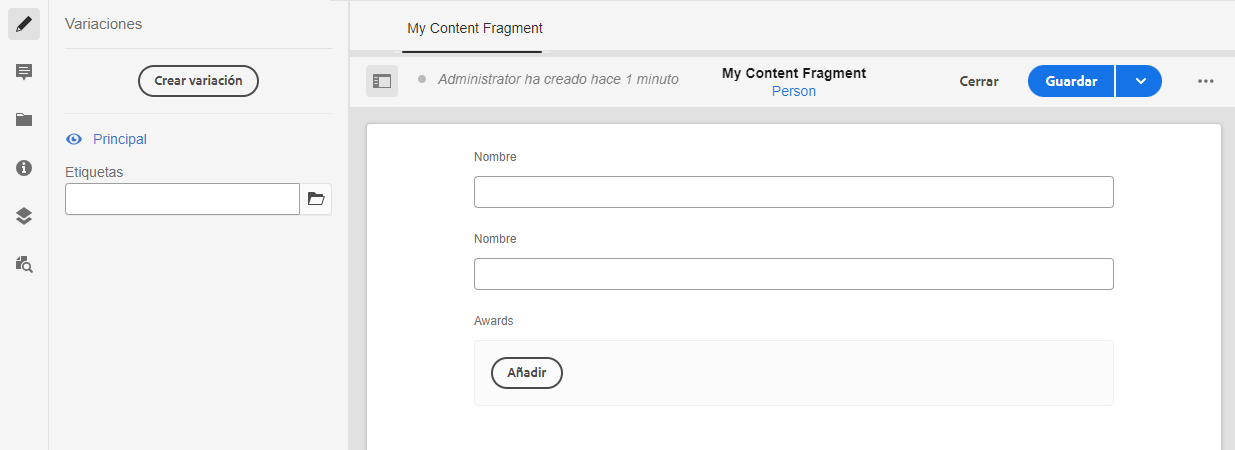 Variaciones
Crear variación
Principal
Etiquetas
My Content Fragment
Administrator ha creado hace 1 minuto
My Content Fragment
Person
Cerrar
Guardar
Nombre
Nombre
Awards
Añadir